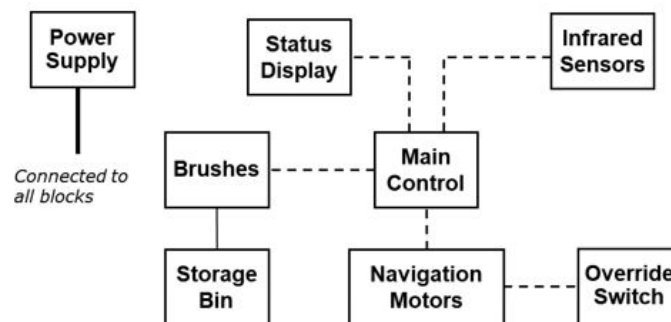 Power
Supply
Status
Display
Infrared
Sensors
Connected to
all blocks
Brushes
Main
Control
Storage
Bin
Navigation
Motors
Override
Switch